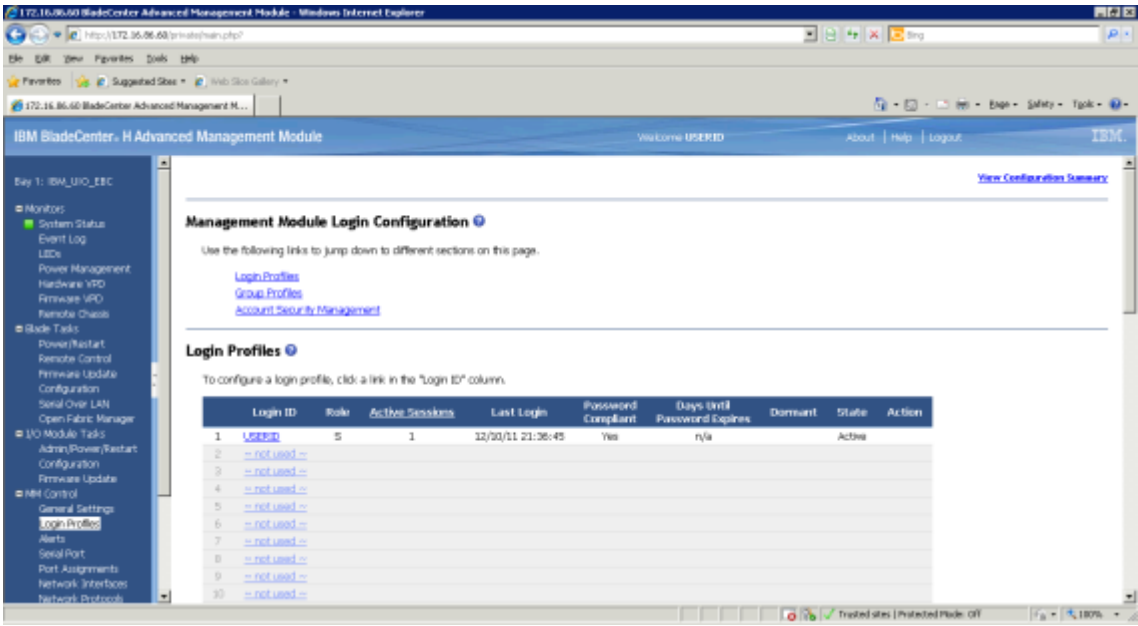 172.16.86.60 BladeCenter Advanced Management Module - Windows Internet Explorer
http://172.16.86.60/private/main.php?
Bing
File Edit View Favorites Tools Help
Favorites Suggested Sites Web Slice Gallery
172.16.86.60 BladeCenter Advanced Management M...
Page Safety Tools
IBM BladeCenter® H Advanced Management Module
Welcome USERID
About | Help | Logout
IBM.
Bay 1: IBM_UIO_EBC
View Configuration Summary
Monitors
System Status
Event Log
LEDs
Power Management
Hardware VPD
Firmware VPD
Remote Chassis
Blade Tasks
Power/Restart
Remote Control
Firmware Update
Configuration
Serial Over LAN
Open Fabric Manager
I/O Module Tasks
Admin/Power/Restart
Configuration
Firmware Update
MM Control
General Settings
Login Profiles
Alerts
Serial Port
Port Assignments
Network Interfaces
Network Protocols
Management Module Login Configuration
Use the following links to jump down to different sections on this page.
Login Profiles
Group Profiles
Account Security Management
Login Profiles
To configure a login profile, click a link in the "Login ID" column.
Login ID Role Active Sessions Last Login Password Compliant Days Until Password Expires Dormant State Action
1 USERID S 1 12/10/11 21:36:45 Yes n/a Active
2 ~ not used ~
3 ~ not used ~
4 ~ not used ~
5 ~ not used ~
6 ~ not used ~
7 ~ not used ~
8 ~ not used ~
9 ~ not used ~
10 ~ not used ~
Trusted sites | Protected Mode: Off
100%